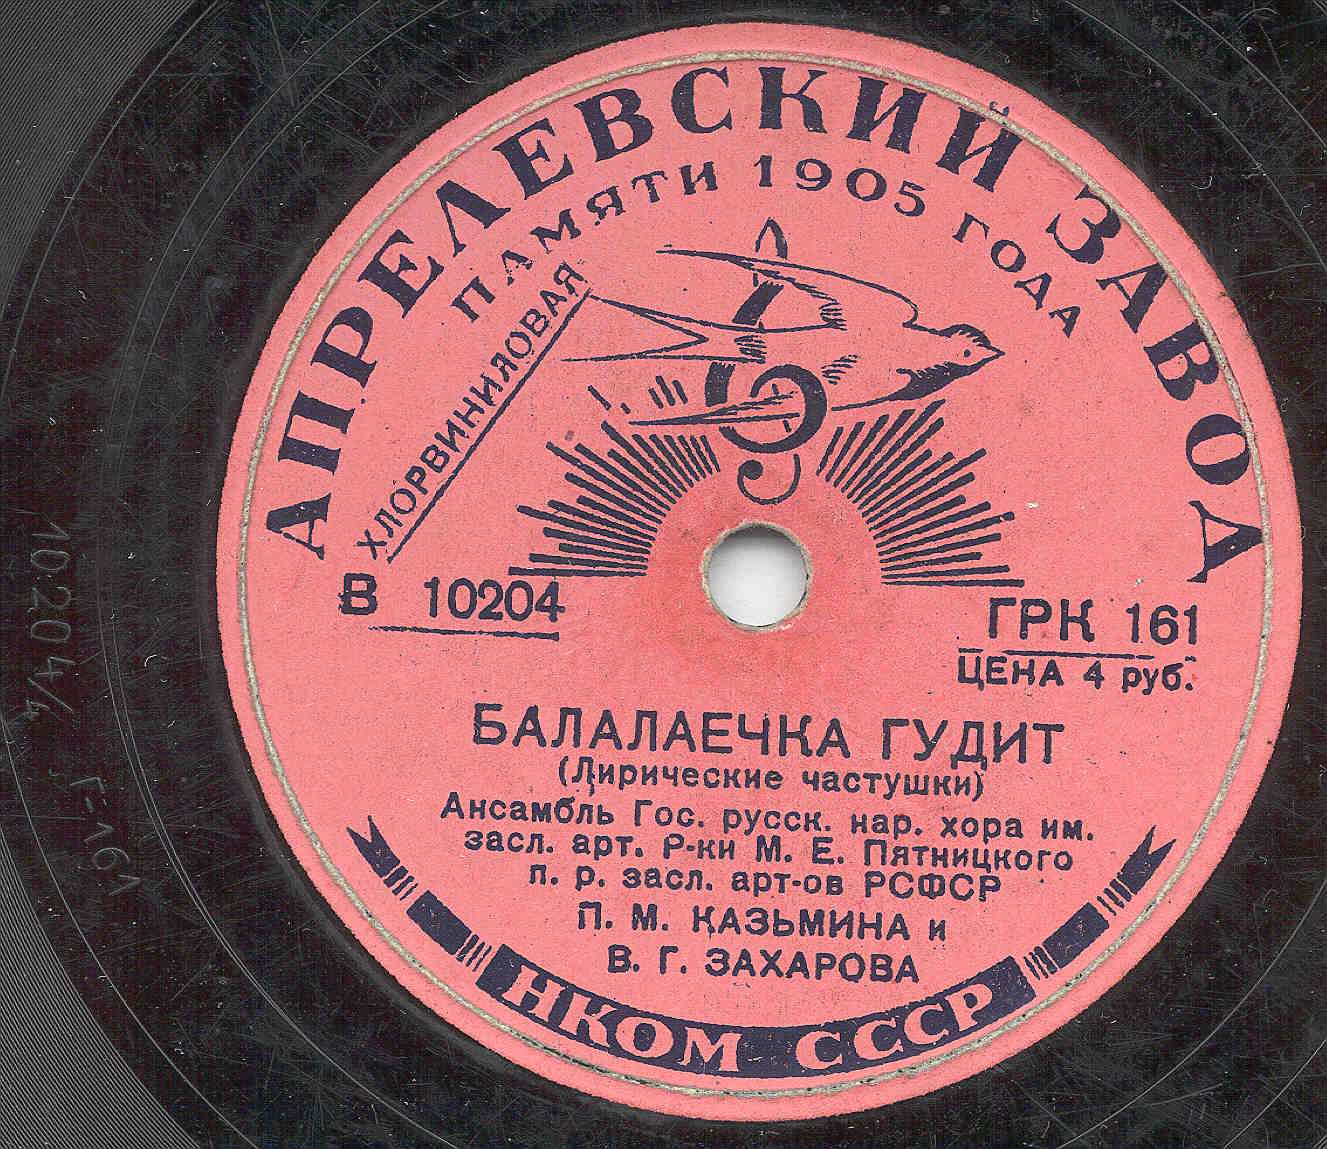 АПРЕЛЕВСКИЙ ЗАВОД
ПАМЯТИ 1905 ГОДА
ХЛОРВИНИЛОВАЯ
В 10204
ГРК 161
ЦЕНА 4 руб.
БАЛАЛАЕЧКА ГУДИТ
(Лирические частушки)
Ансамбль Гос. русск. нар. хора им.
засл. арт. Р-ки М. Е. Пятницкого
п. р. засл. арт-ов РСФСР
П. М. КАЗЬМИНА и
В. Г. ЗАХАРОВА
НКОМ СССР
10204/4